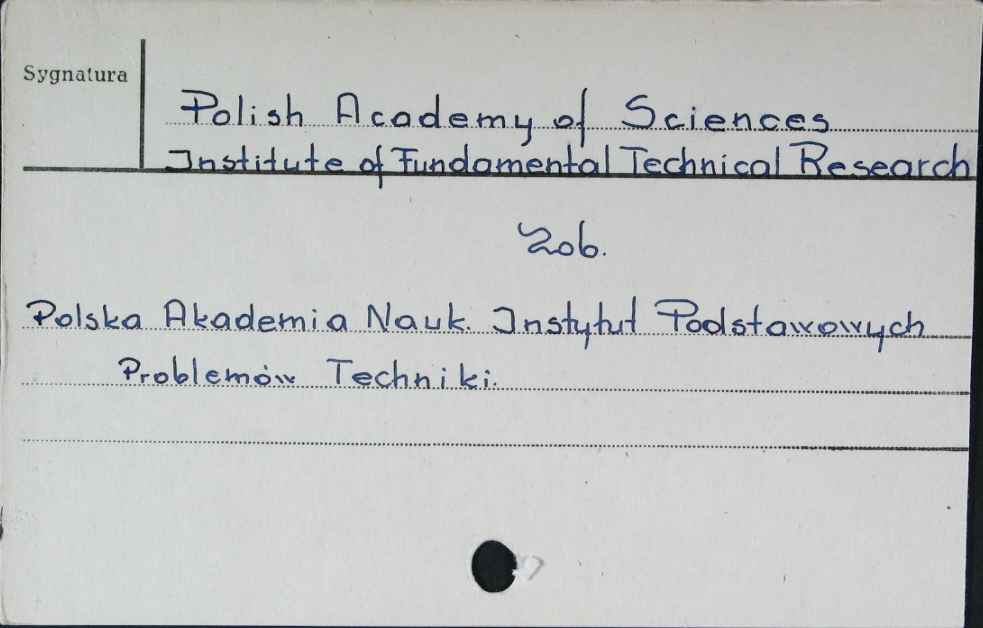 Sygnatura
Polish Academy of Sciences
Institute of Fundamental Technical Research
Zob.
Polska Akademia Nauk. Instytut Podstawowych
Problemów Techniki.